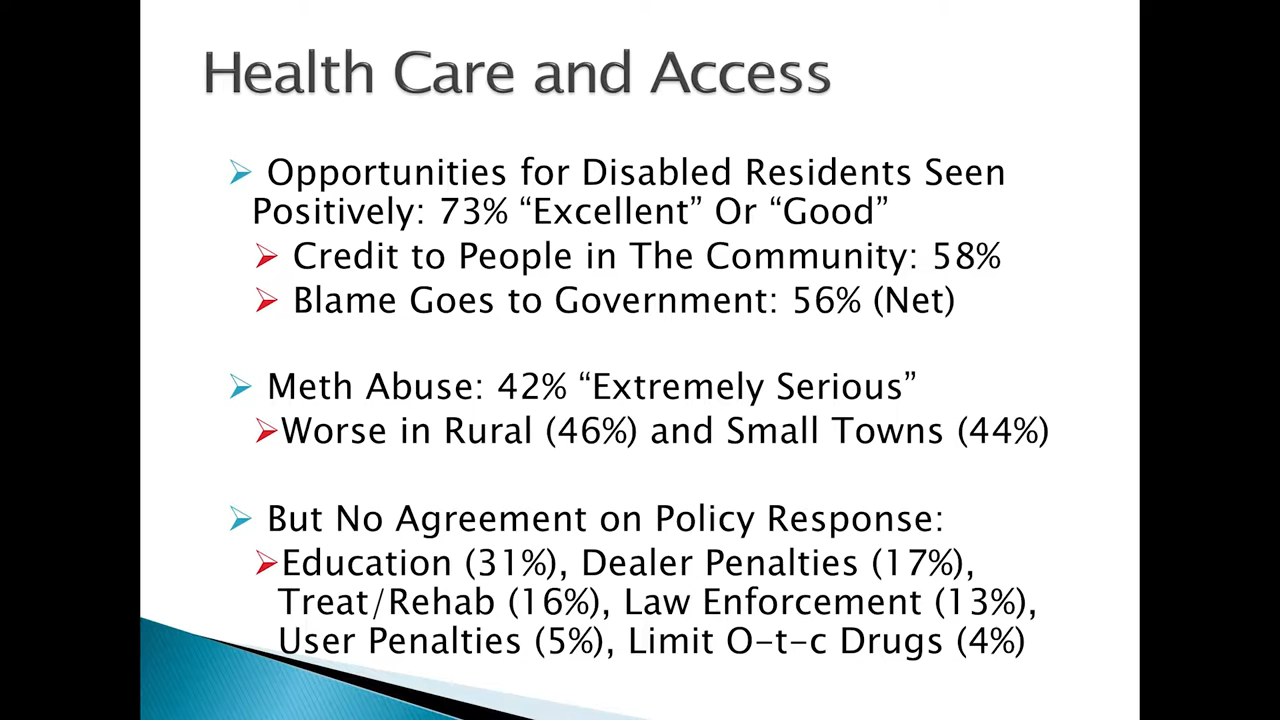 Health Care and Access
Opportunities for Disabled Residents Seen
Positively: 73% “Excellent” Or “Good”
Credit to People in The Community: 58%
Blame Goes to Government: 56% (Net)
Meth Abuse: 42% “Extremely Serious”
Worse in Rural (46%) and Small Towns (44%)
But No Agreement on Policy Response:
Education (31%), Dealer Penalties (17%),
Treat/Rehab (16%), Law Enforcement (13%),
User Penalties (5%), Limit O-t-c Drugs (4%)